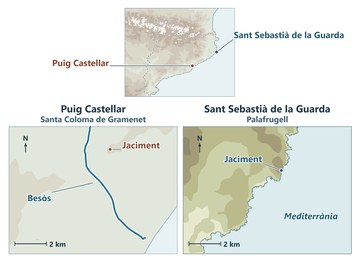 Sant Sebastià de la Guarda
Puig Castellar
Puig Castellar
Santa Coloma de Gramenet
N
Jaciment
Besòs
2 km
Sant Sebastià de la Guarda
Palafrugell
N
Jaciment
Mediterrània
2 km